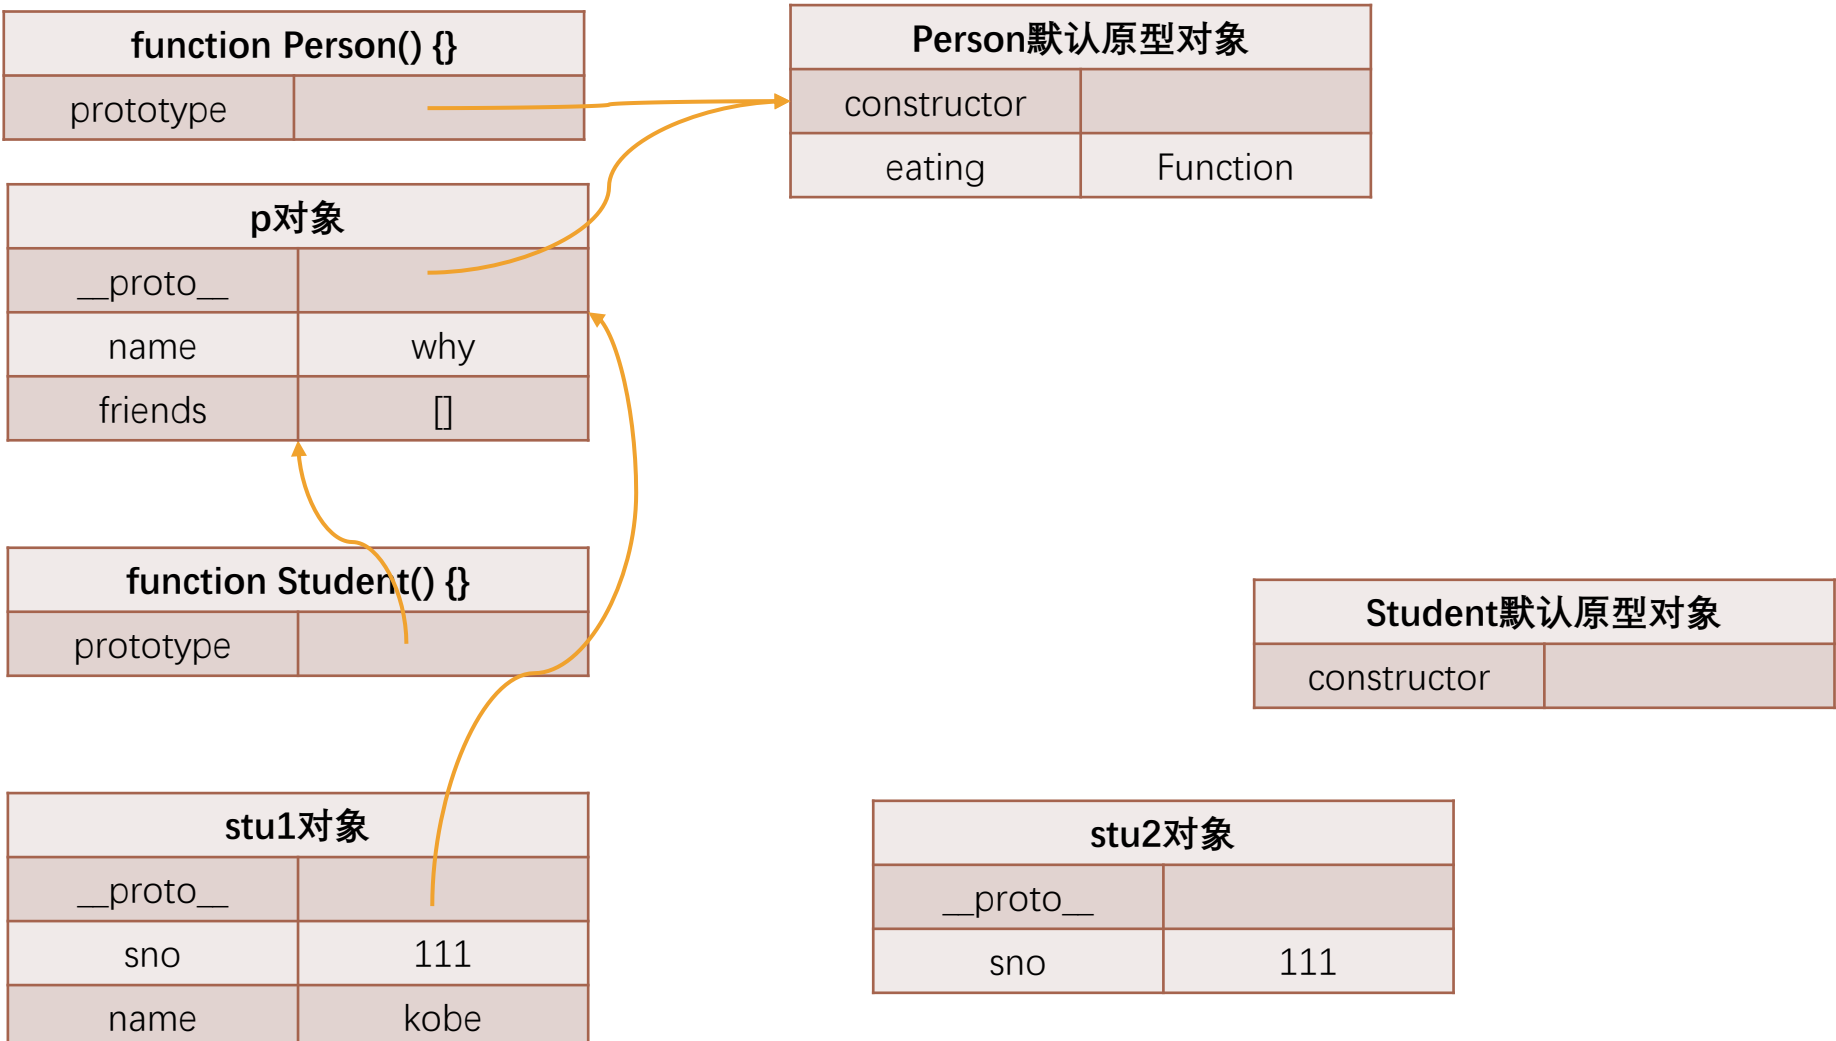 function Person() {}
prototype
Person默认原型对象
constructor
eating Function
p对象
__proto__
name why
friends []
function Student() {}
prototype
Student默认原型对象
constructor
stu1对象
__proto__
sno 111
name kobe
stu2对象
__proto__
sno 111